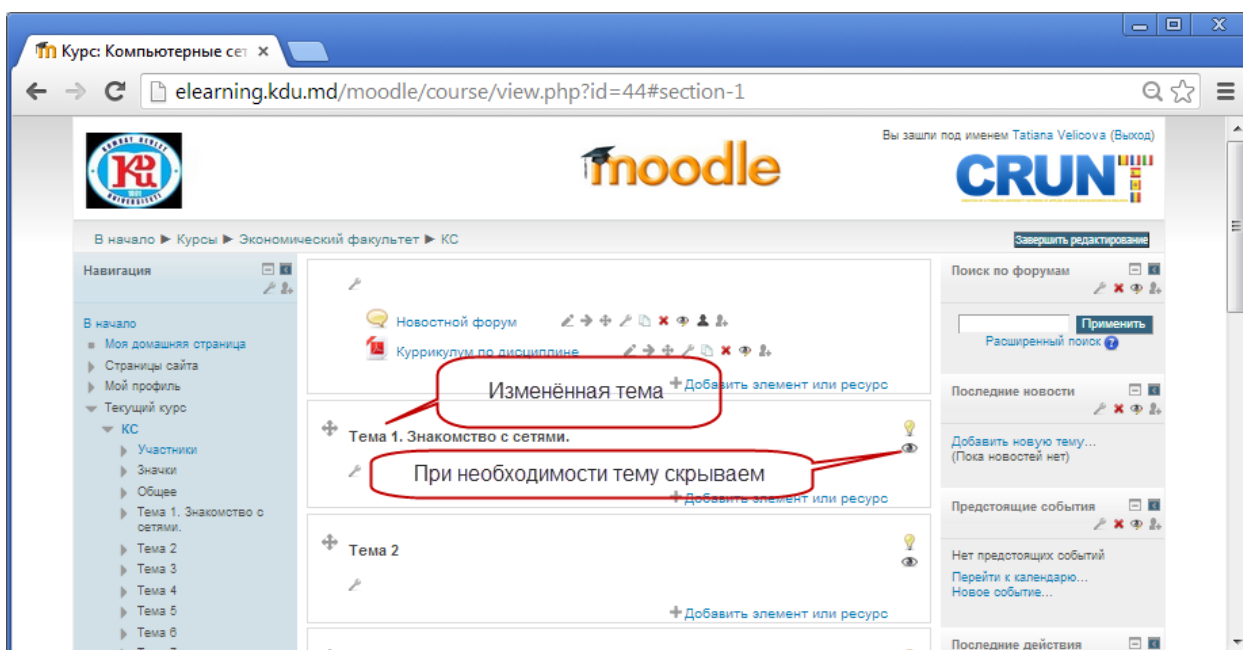 Курс: Компьютерные сет
elearning.kdu.md/moodle/course/view.php?id=44#section-1
Вы зашли под именем Tatiana Velicova (Выход)
moodle
CRUNT
В начало ▶ Курсы ▶ Экономический факультет ▶ КС
Завершить редактирование
Навигация
В начало
Моя домашняя страница
Страницы сайта
Мой профиль
Текущий курс
КС
Участники
Значки
Общее
Тема 1. Знакомство с
сетями.
Тема 2
Тема 3
Тема 4
Тема 5
Тема 6
Новостной форум
Куррикулум по дисциплине
Добавить элемент или ресурс
Изменённая тема
Тема 1. Знакомство с сетями.
При необходимости тему скрываем
Добавить элемент или ресурс
Тема 2
Добавить элемент или ресурс
Поиск по форумам
Применить
Расширенный поиск
Последние новости
Добавить новую тему...
(Пока новостей нет)
Предстоящие события
Нет предстоящих событий
Перейти к календарю...
Новое событие...
Последние действия